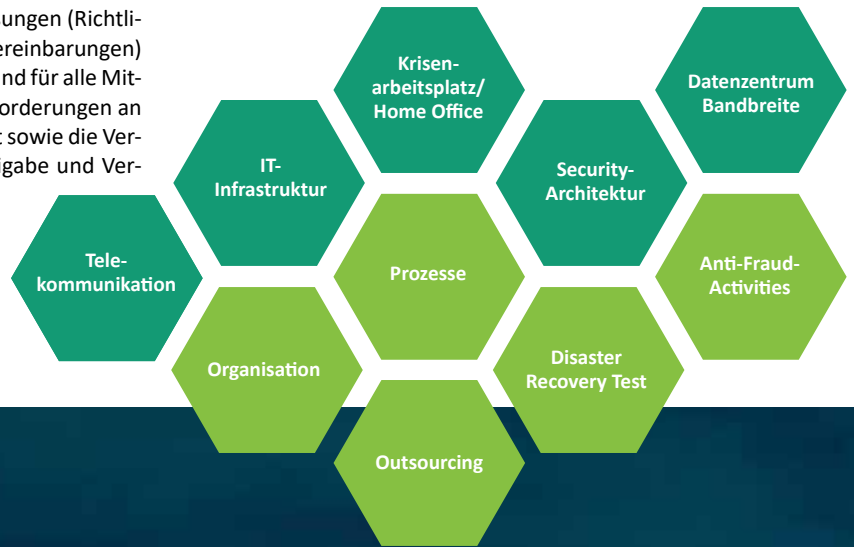 sungen (Richtli-
ereinbarungen)
nd für alle Mit-
orderungen an
t sowie die Ver-
igabe und Ver-
Krisen-
arbeitsplatz/
Home Office
Datenzentrum
Bandbreite
IT-
Infrastruktur
Security-
Architektur
Tele-
kommunikation
Prozesse
Anti-Fraud-
Activities
Organisation
Disaster
Recovery Test
Outsourcing